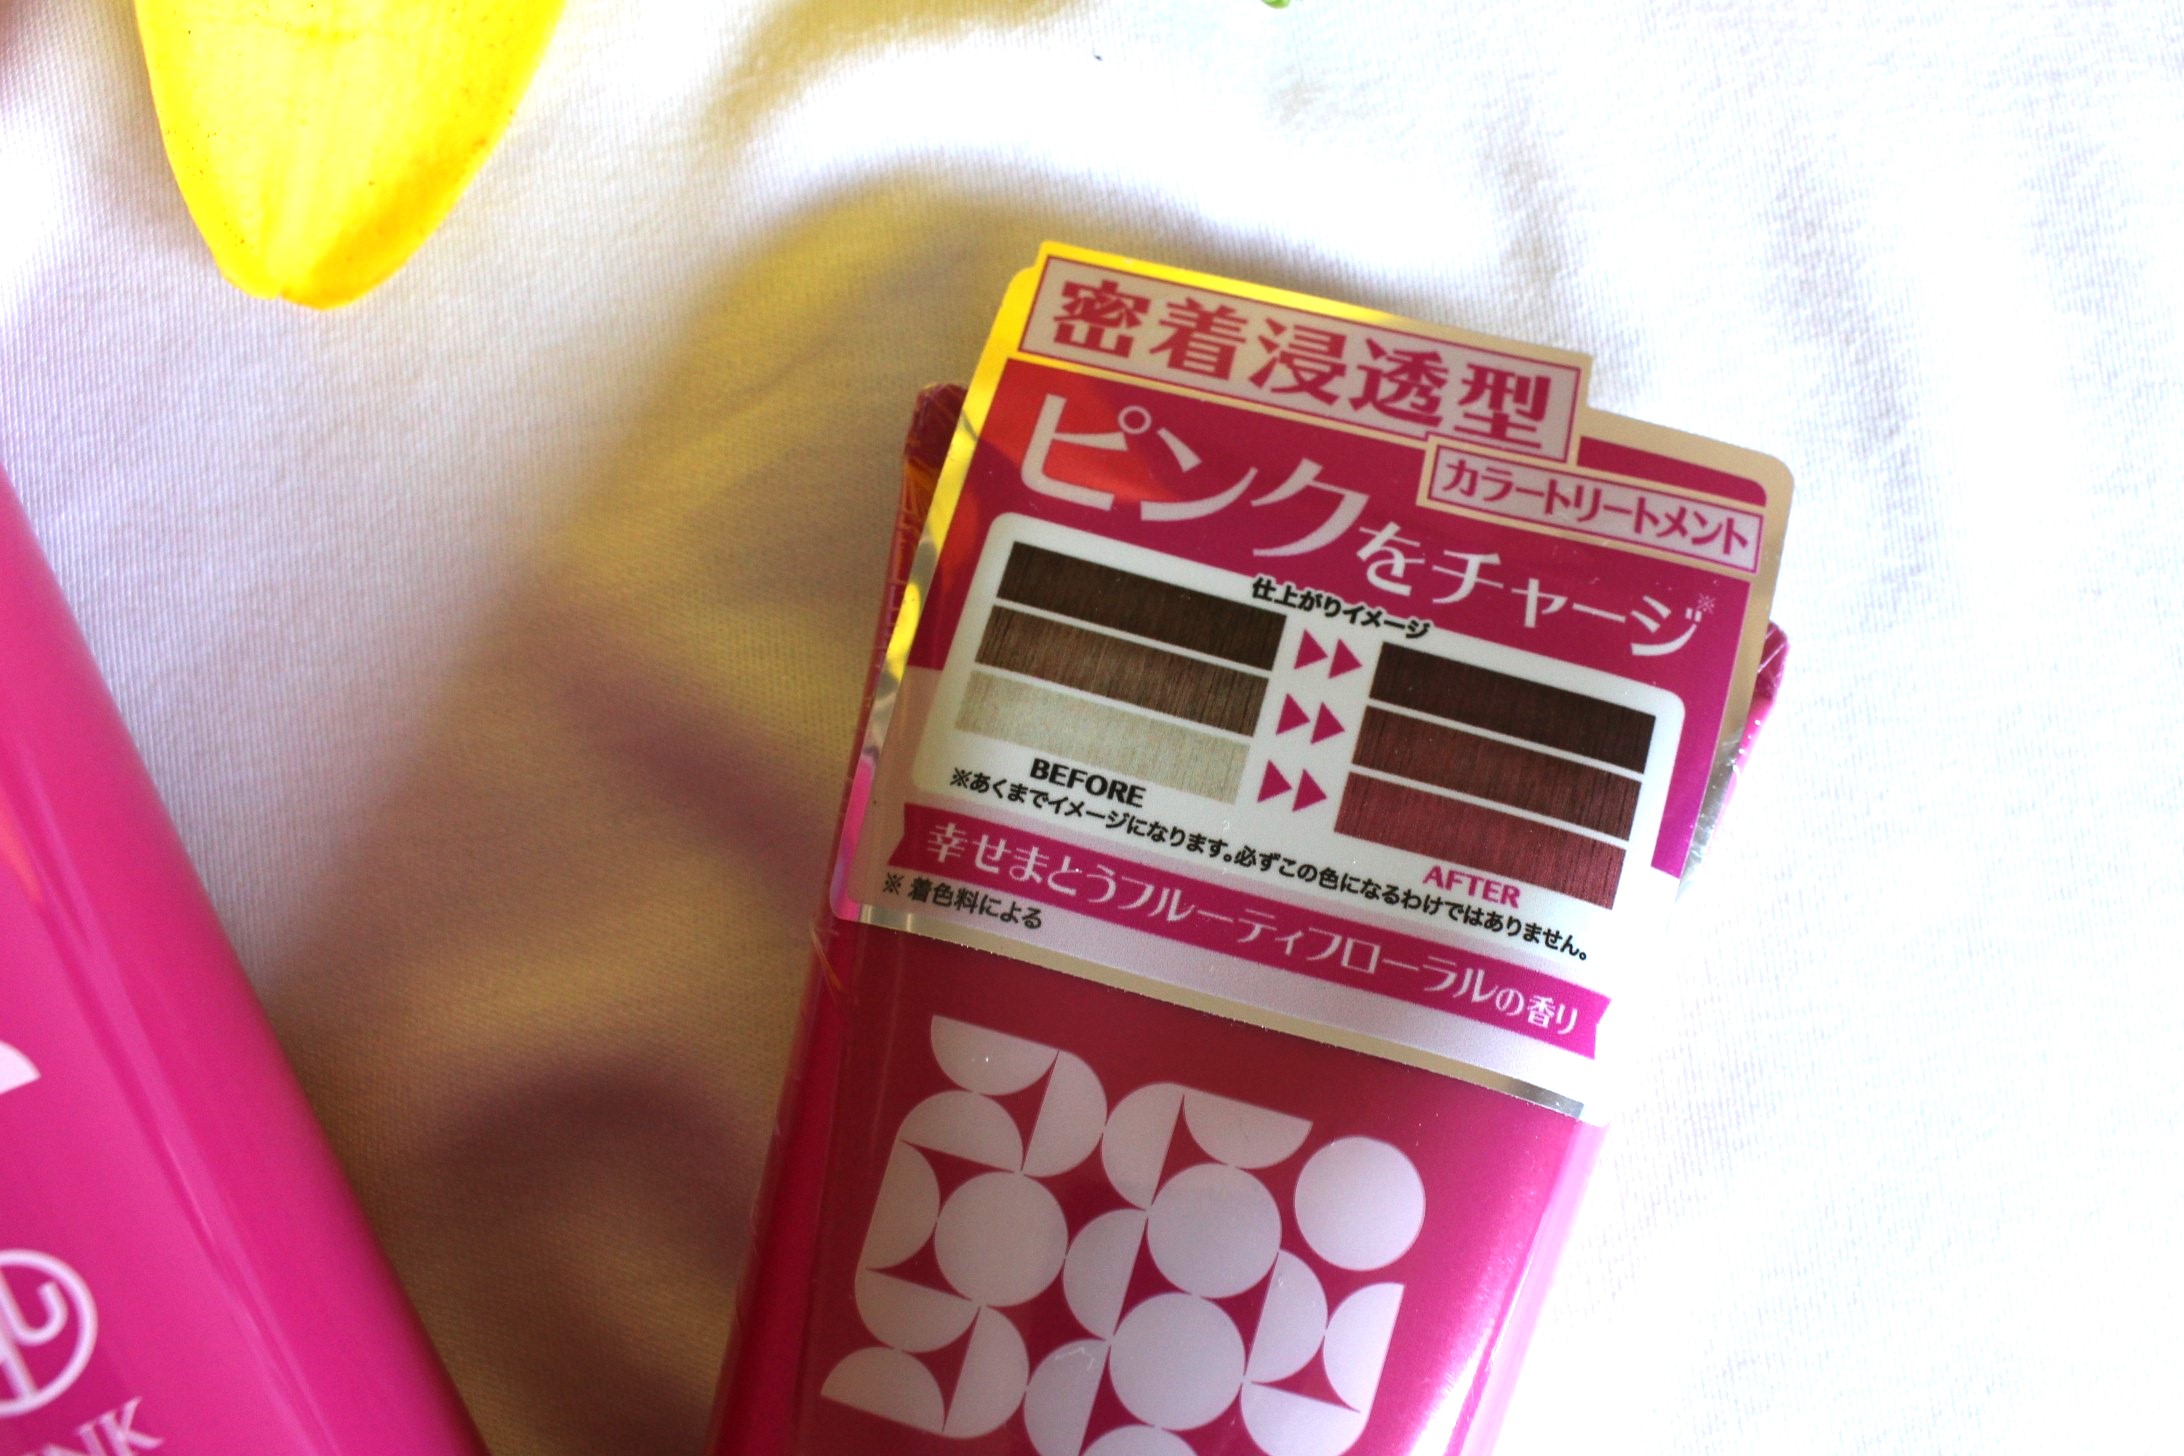 密着浸透型
カラートリートメント
ピンクをチャージ※
仕上がりイメージ
BEFORE
AFTER
※あくまでイメージになります。必ずこの色になるわけではありません。
幸せまとうフルーティフローラルの香り
※ 着色料による